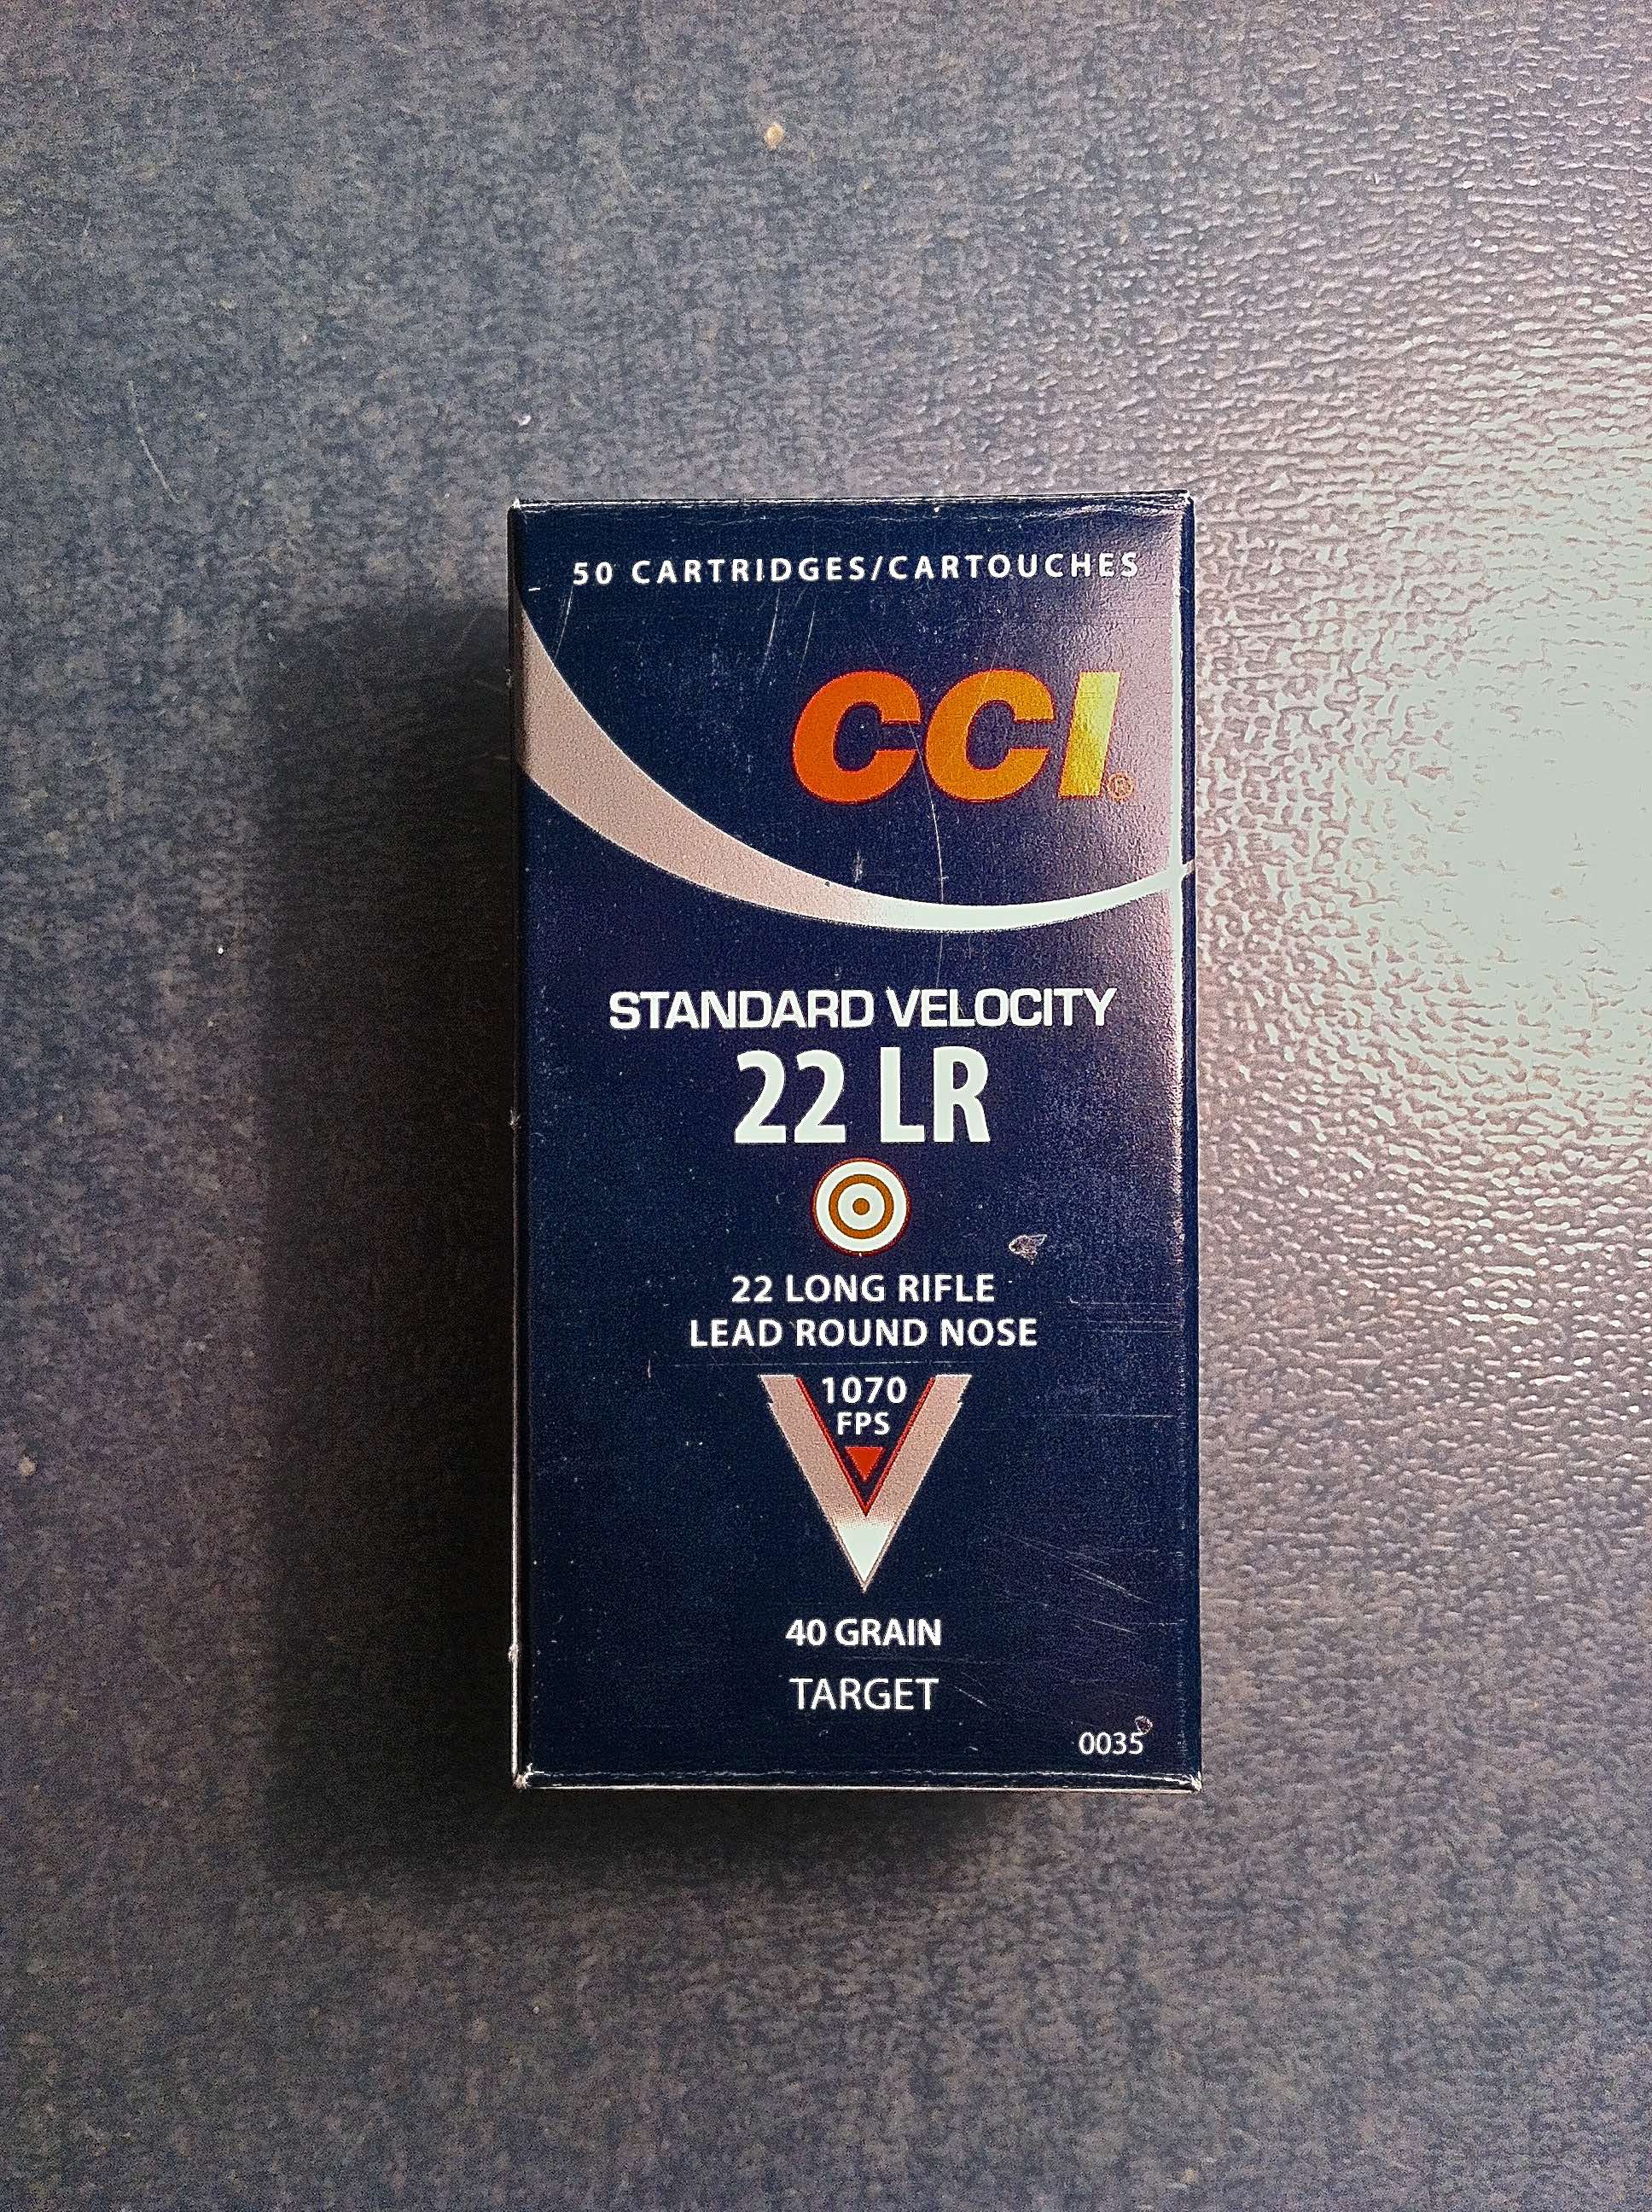 50 CARTRIDGES/CARTOUCHES
CCI®
STANDARD VELOCITY
22 LR
22 LONG RIFLE
LEAD ROUND NOSE
1070
FPS
40 GRAIN
TARGET
0035